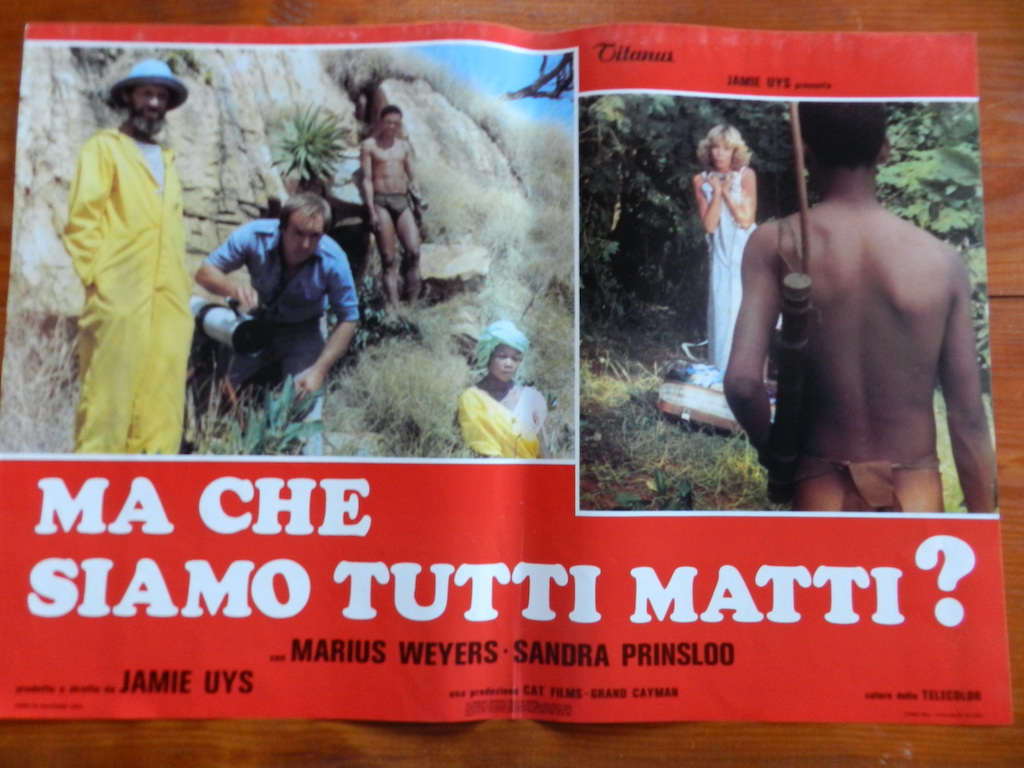 Titanus
JAMIE UYS presenta
MA CHE
SIAMO TUTTI MATTI?
con MARIUS WEYERS · SANDRA PRINSLOO
prodotto e diretto da JAMIE UYS
una produzione CAT FILMS - GRAND CAYMAN
colore della TELECOLOR